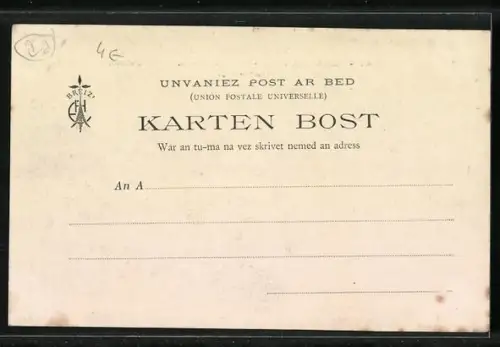 4€
BREIZ
UNVANIEZ POST AR BED
(UNION POSTALE UNIVERSELLE)
KARTEN BOST
War an tu-ma na vez skrivet nemed an adress
An A